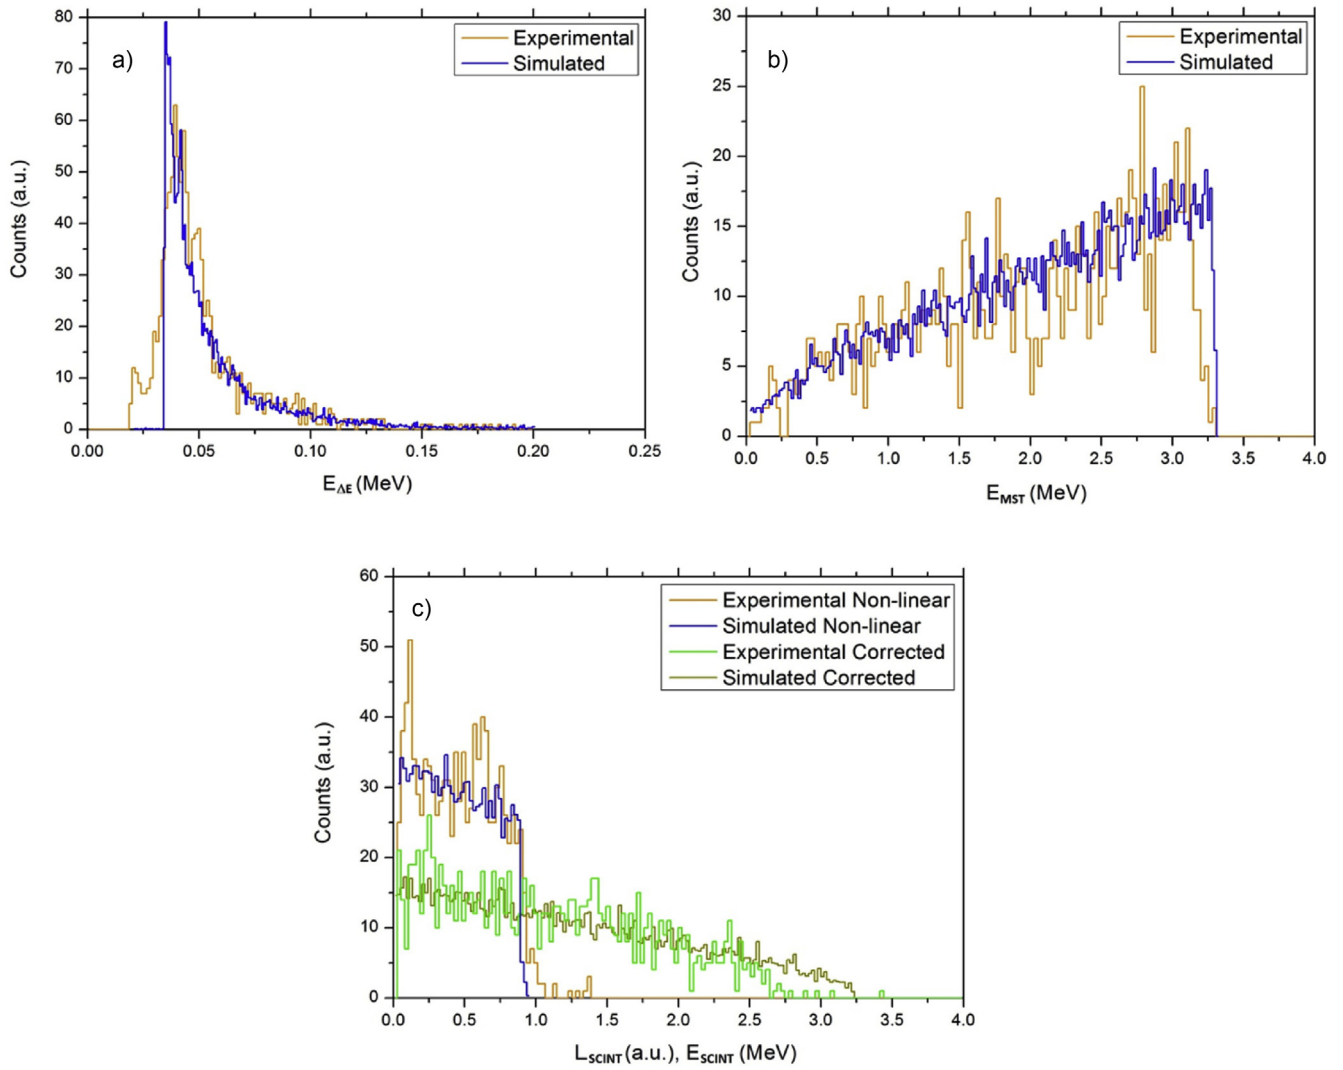 a)
Experimental
Simulated
80
70
60
50
40
30
20
10
0
Counts (a.u.)
0.00 0.05 0.10 0.15 0.20 0.25
E_ΔE (MeV)
b)
Experimental
Simulated
30
25
20
15
10
5
0
Counts (a.u.)
0.0 0.5 1.0 1.5 2.0 2.5 3.0 3.5 4.0
E_MST (MeV)
c)
Experimental Non-linear
Simulated Non-linear
Experimental Corrected
Simulated Corrected
60
50
40
30
20
10
0
Counts (a.u.)
0.0 0.5 1.0 1.5 2.0 2.5 3.0 3.5 4.0
L_SCINT (a.u.), E_SCINT (MeV)